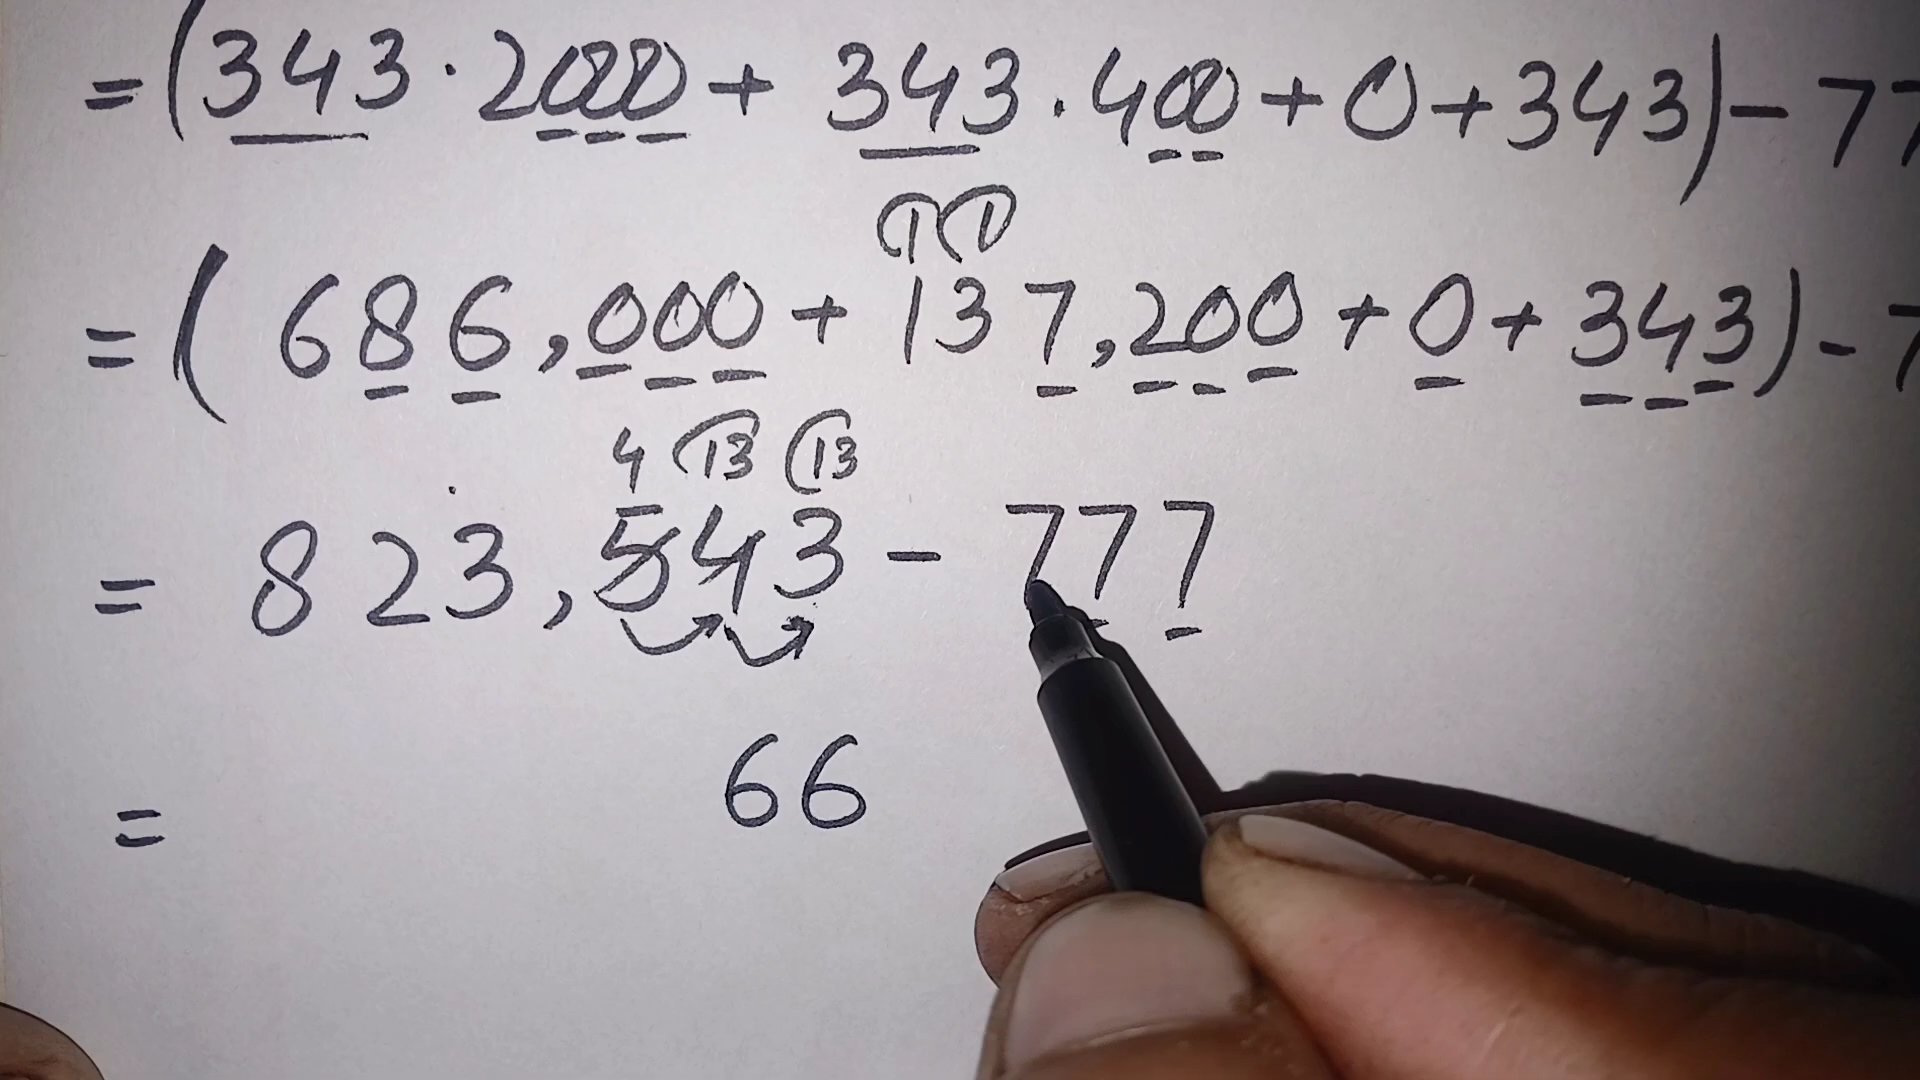 =(343·2000+343·400+0+343)-77
= (686,000+137,200+0+343)-7
4 13 13
= 823,543-777
= 66